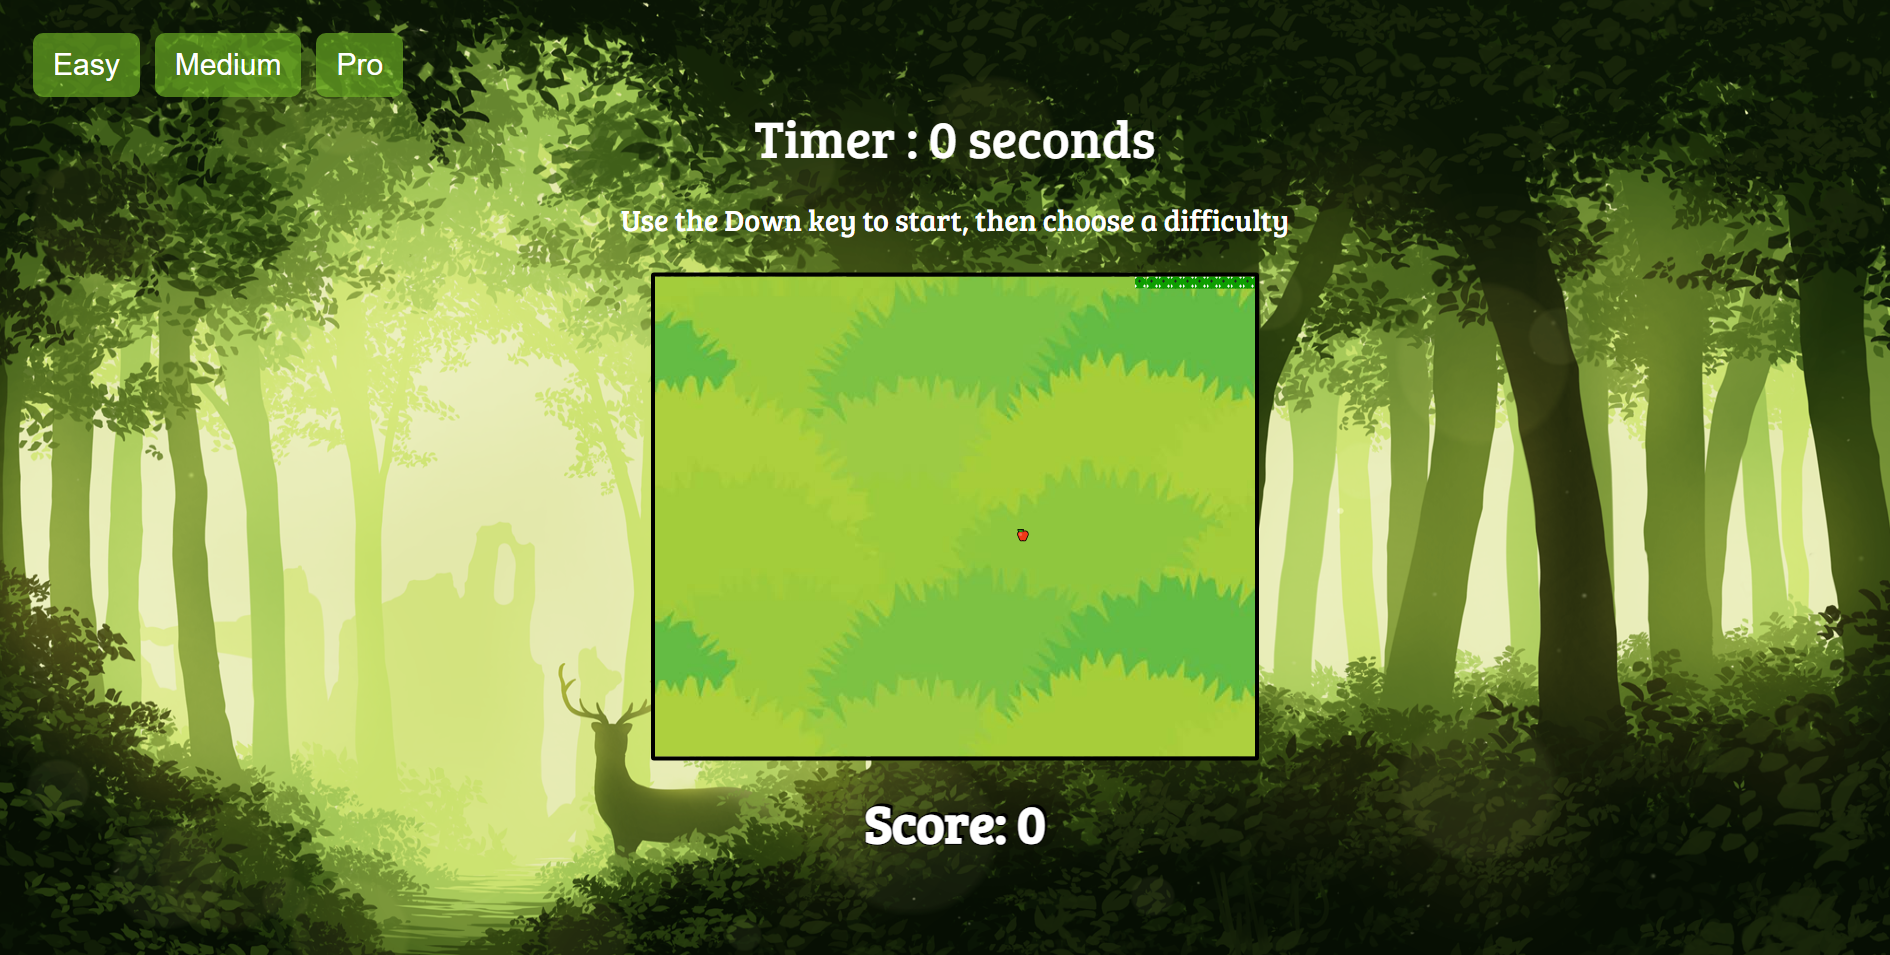 Easy Medium Pro
Timer : 0 seconds
Use the Down key to start, then choose a difficulty
Score: 0